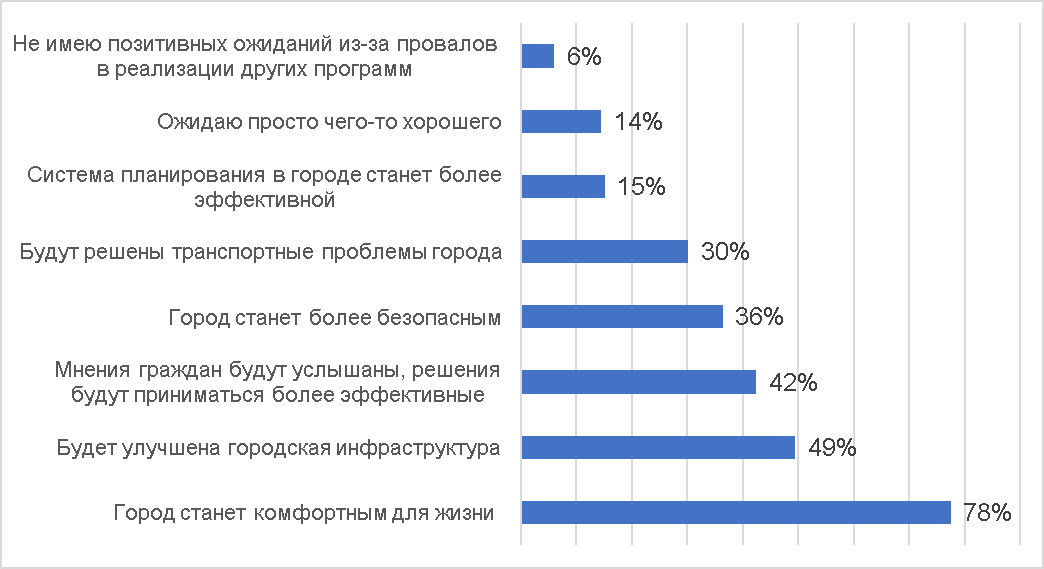 Не имею позитивных ожиданий из-за провалов
в реализации других программ
6%
Ожидаю просто чего-то хорошего
14%
Система планирования в городе станет более
эффективной
15%
Будут решены транспортные проблемы города
30%
Город станет более безопасным
36%
Мнения граждан будут услышаны, решения
будут приниматься более эффективные
42%
Будет улучшена городская инфраструктура
49%
Город станет комфортным для жизни
78%